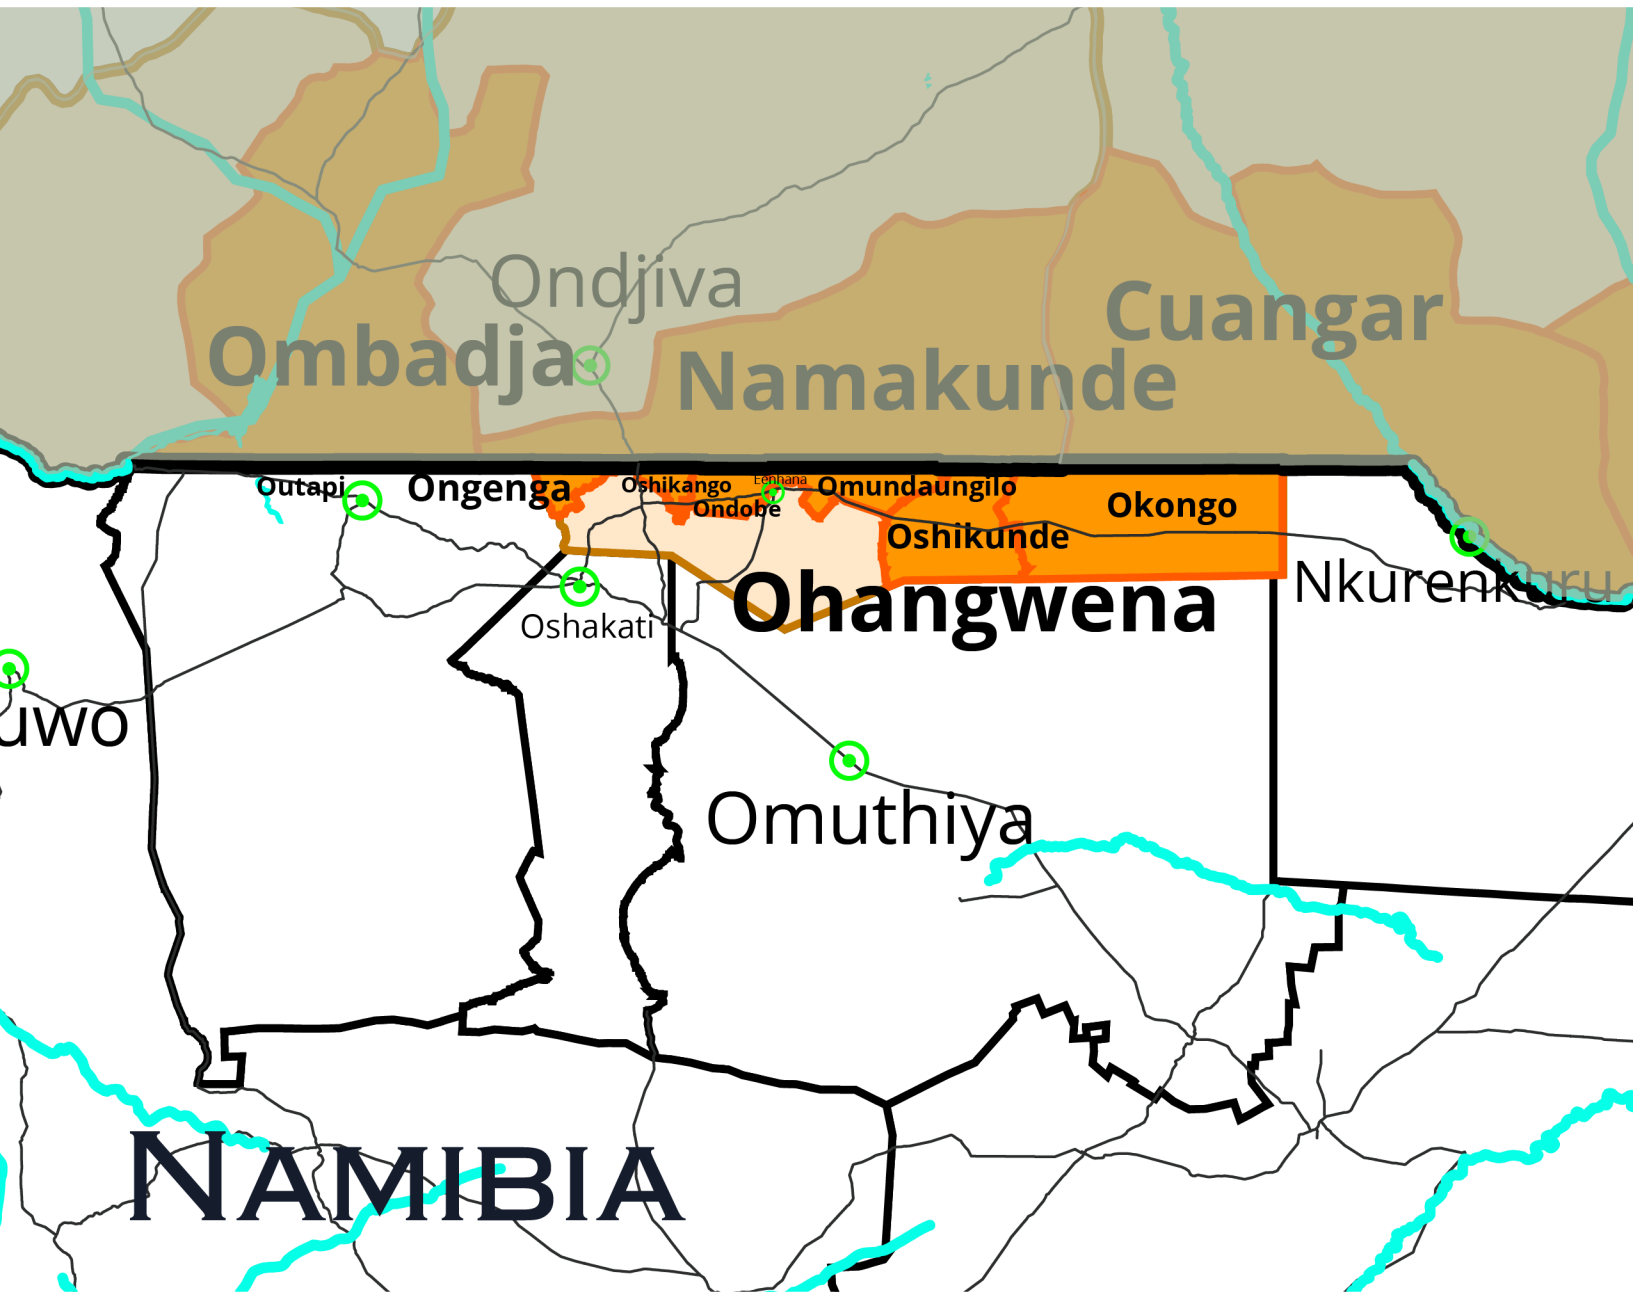 Ondjiva
Cuangar
Ombadja
Namakunde
Outapi
Ongenga
Oshikango
Eenhana
Omundaungilo
Ondobe
Okongo
Oshikunde
Nkurenkuru
Ohangwena
Oshakati
uwo
Omuthiya
NAMIBIA